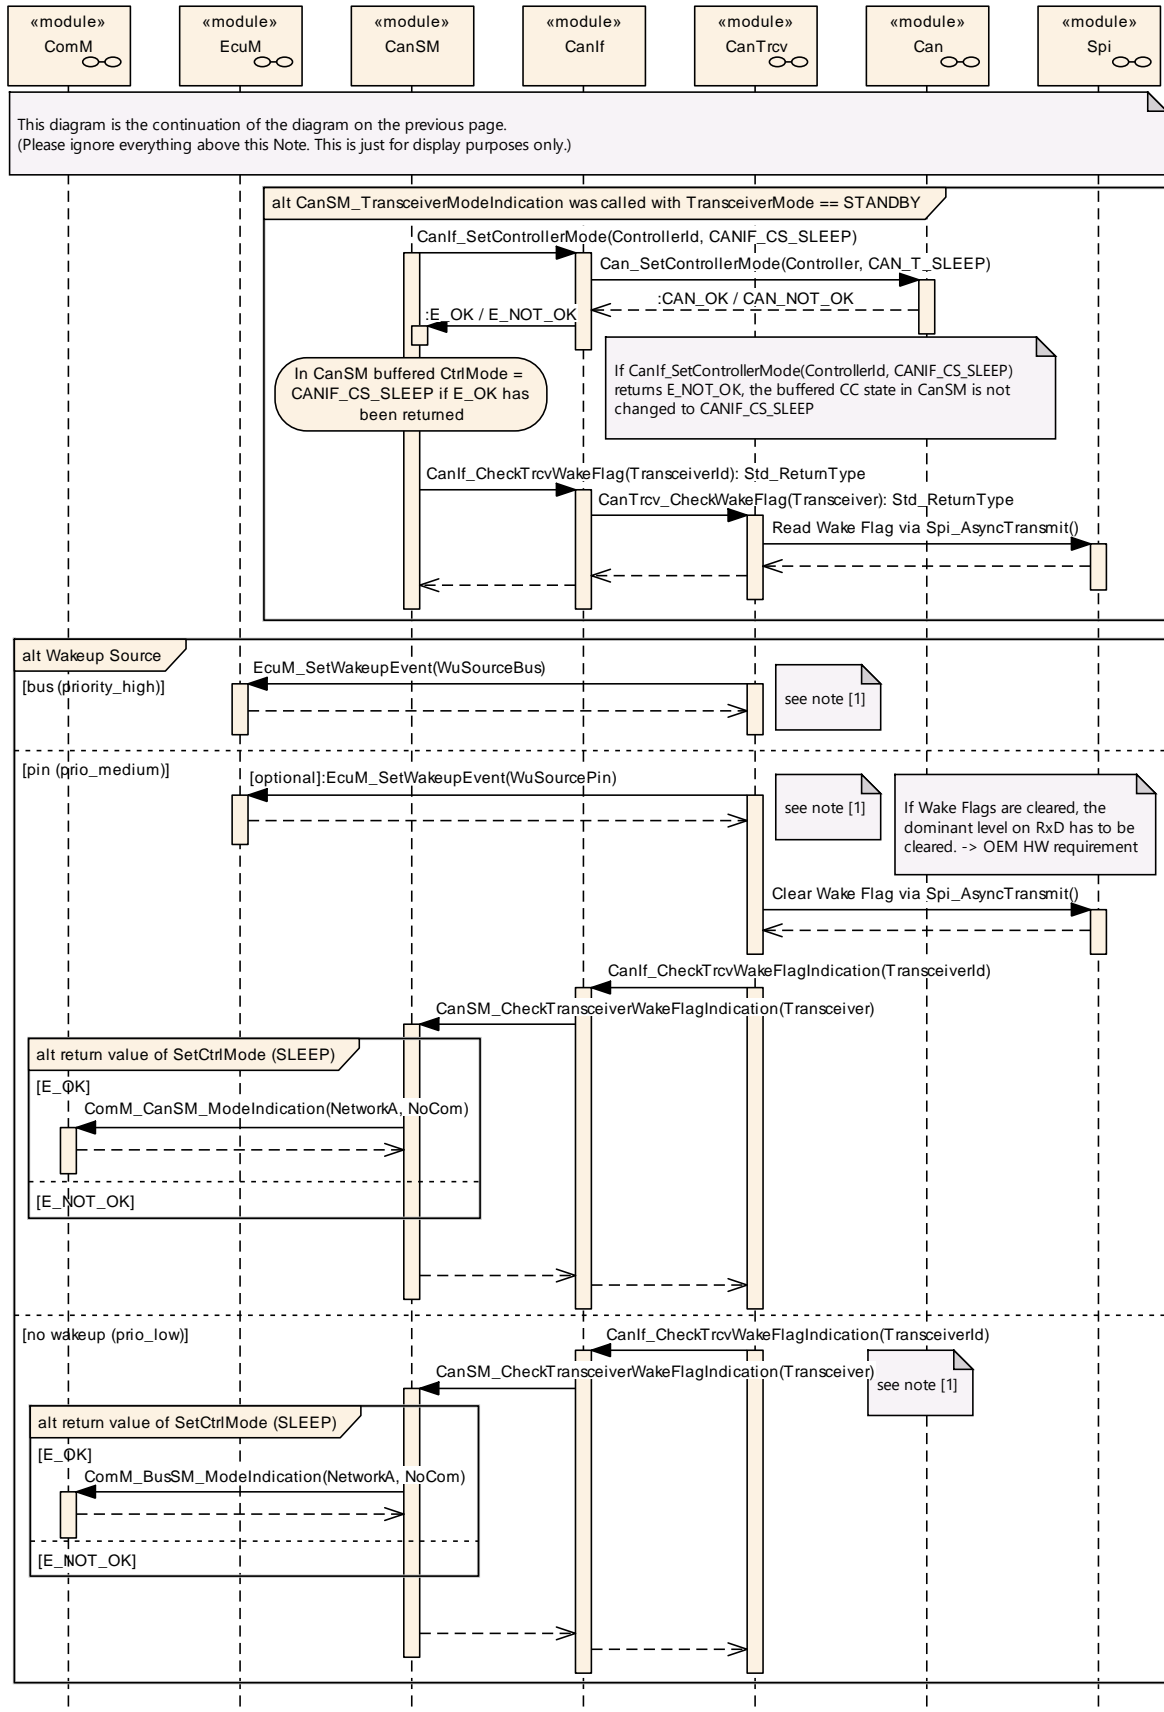 «module»
ComM
«module»
EcuM
«module»
CanSM
«module»
CanIf
«module»
CanTrcv
«module»
Can
«module»
Spi
This diagram is the continuation of the diagram on the previous page.
(Please ignore everything above this Note. This is just for display purposes only.)
alt CanSM_TransceiverModeIndication was called with TransceiverMode == STANDBY
CanIf_SetControllerMode(ControllerId, CANIF_CS_SLEEP)
Can_SetControllerMode(Controller, CAN_T_SLEEP)
:CAN_OK / CAN_NOT_OK
:E_OK / E_NOT_OK
In CanSM buffered CtrlMode =
CANIF_CS_SLEEP if E_OK has
been returned
If CanIf_SetControllerMode(ControllerId, CANIF_CS_SLEEP)
returns E_NOT_OK, the buffered CC state in CanSM is not
changed to CANIF_CS_SLEEP
CanIf_CheckTrcvWakeFlag(TransceiverId): Std_ReturnType
CanTrcv_CheckWakeFlag(Transceiver): Std_ReturnType
Read Wake Flag via Spi_AsyncTransmit()
alt Wakeup Source
[bus (priority_high)]
EcuM_SetWakeupEvent(WuSourceBus)
see note [1]
[pin (prio_medium)]
[optional]:EcuM_SetWakeupEvent(WuSourcePin)
see note [1]
If Wake Flags are cleared, the
dominant level on RxD has to be
cleared. -> OEM HW requirement
Clear Wake Flag via Spi_AsyncTransmit()
CanIf_CheckTrcvWakeFlagIndication(TransceiverId)
CanSM_CheckTransceiverWakeFlagIndication(Transceiver)
alt return value of SetCtrlMode (SLEEP)
[E_OK]
ComM_CanSM_ModeIndication(NetworkA, NoCom)
[E_NOT_OK]
[no wakeup (prio_low)]
CanIf_CheckTrcvWakeFlagIndication(TransceiverId)
CanSM_CheckTransceiverWakeFlagIndication(Transceiver)
see note [1]
alt return value of SetCtrlMode (SLEEP)
[E_OK]
ComM_BusSM_ModeIndication(NetworkA, NoCom)
[E_NOT_OK]